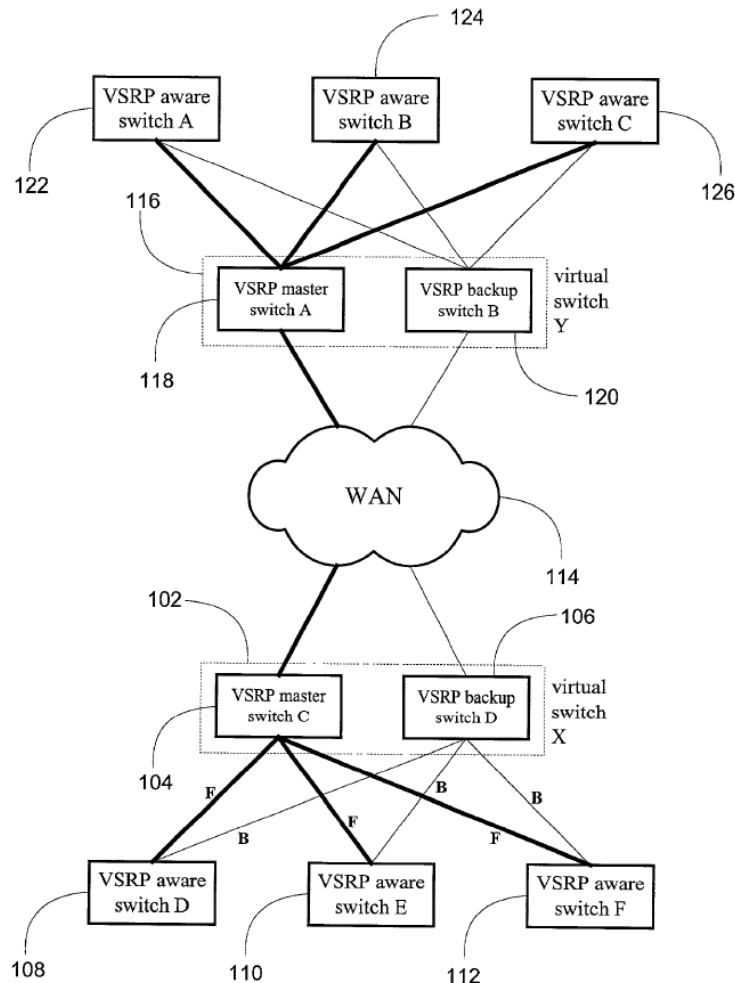 124
VSRP aware
switch A
VSRP aware
switch B
VSRP aware
switch C
122
126
116
VSRP master
switch A
VSRP backup
switch B
virtual
switch
Y
118
120
WAN
114
102
106
VSRP master
switch C
VSRP backup
switch D
virtual
switch
X
104
F
B
F
B
F
B
VSRP aware
switch D
VSRP aware
switch E
VSRP aware
switch F
108
110
112